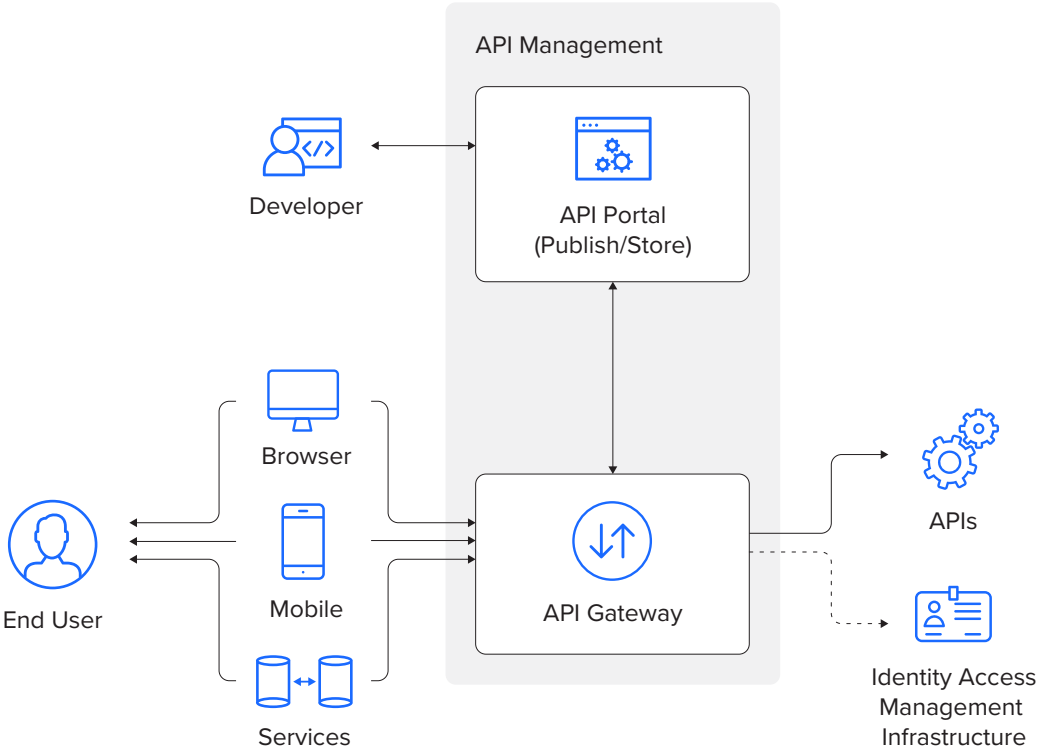 API Management
</>
Developer
API Portal
(Publish/Store)
Browser
APIs
Mobile
End User
API Gateway
Identity Access
Management
Infrastructure
Services